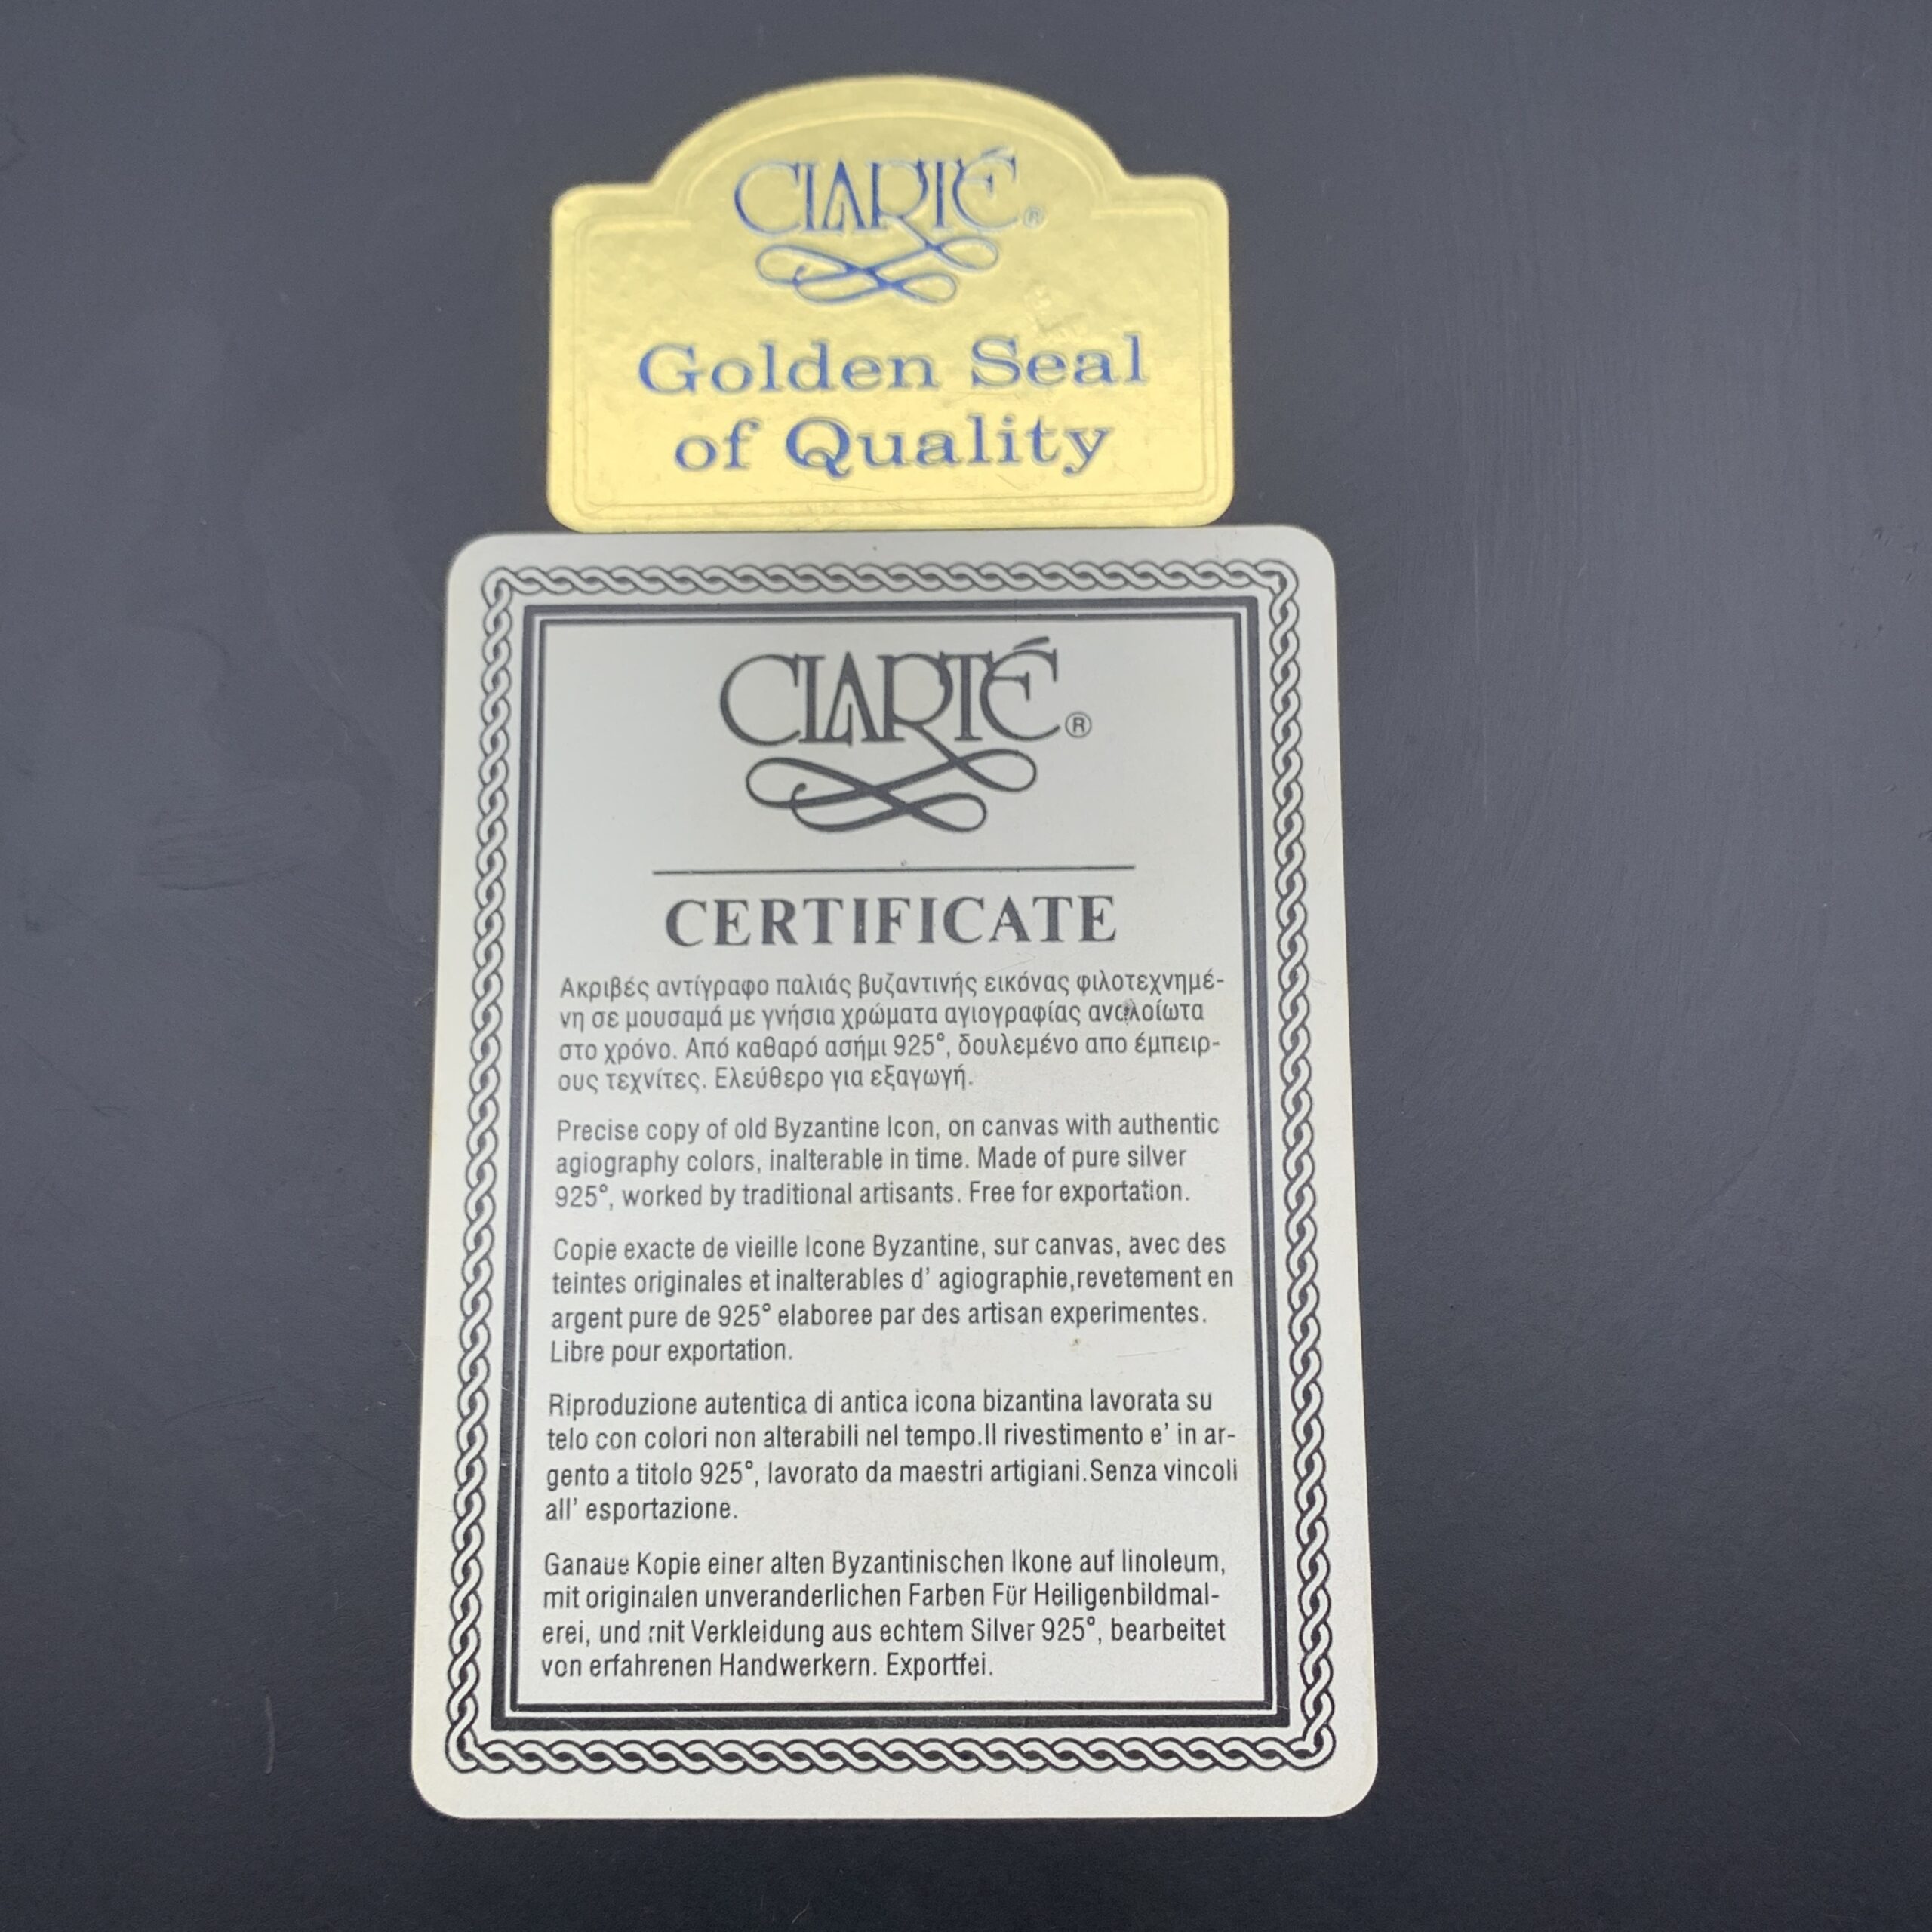 CLARTÉ®
Golden Seal
of Quality
CLARTÉ®
CERTIFICATE
Ακριβές αντίγραφο παλιάς βυζαντινής εικόνας φιλοτεχνημέ-
νη σε μουσαμά με γνήσια χρώματα αγιογραφίας αναλοίωτα
στο χρόνο. Από καθαρό ασήμι 925°, δουλεμένο απο έμπειρ-
ους τεχνίτες. Ελεύθερο για εξαγωγή.
Precise copy of old Byzantine Icon, on canvas with authentic
agiography colors, inalterable in time. Made of pure silver
925°, worked by traditional artisants. Free for exportation.
Copie exacte de vieille Icone Byzantine, sur canvas, avec des
teintes originales et inalterables d' agiographie,revetement en
argent pure de 925° elaboree par des artisan experimentes.
Libre pour exportation.
Riproduzione autentica di antica icona bizantina lavorata su
telo con colori non alterabili nel tempo.Il rivestimento e' in ar-
gento a titolo 925°, lavorato da maestri artigiani.Senza vincoli
all' esportazione.
Ganaue Kopie einer alten Byzantinischen Ikone auf linoleum,
mit originalen unveranderlichen Farben Für Heiligenbildmal-
erei, und mit Verkleidung aus echtem Silver 925°, bearbeitet
von erfahrenen Handwerkern. Exportfei.